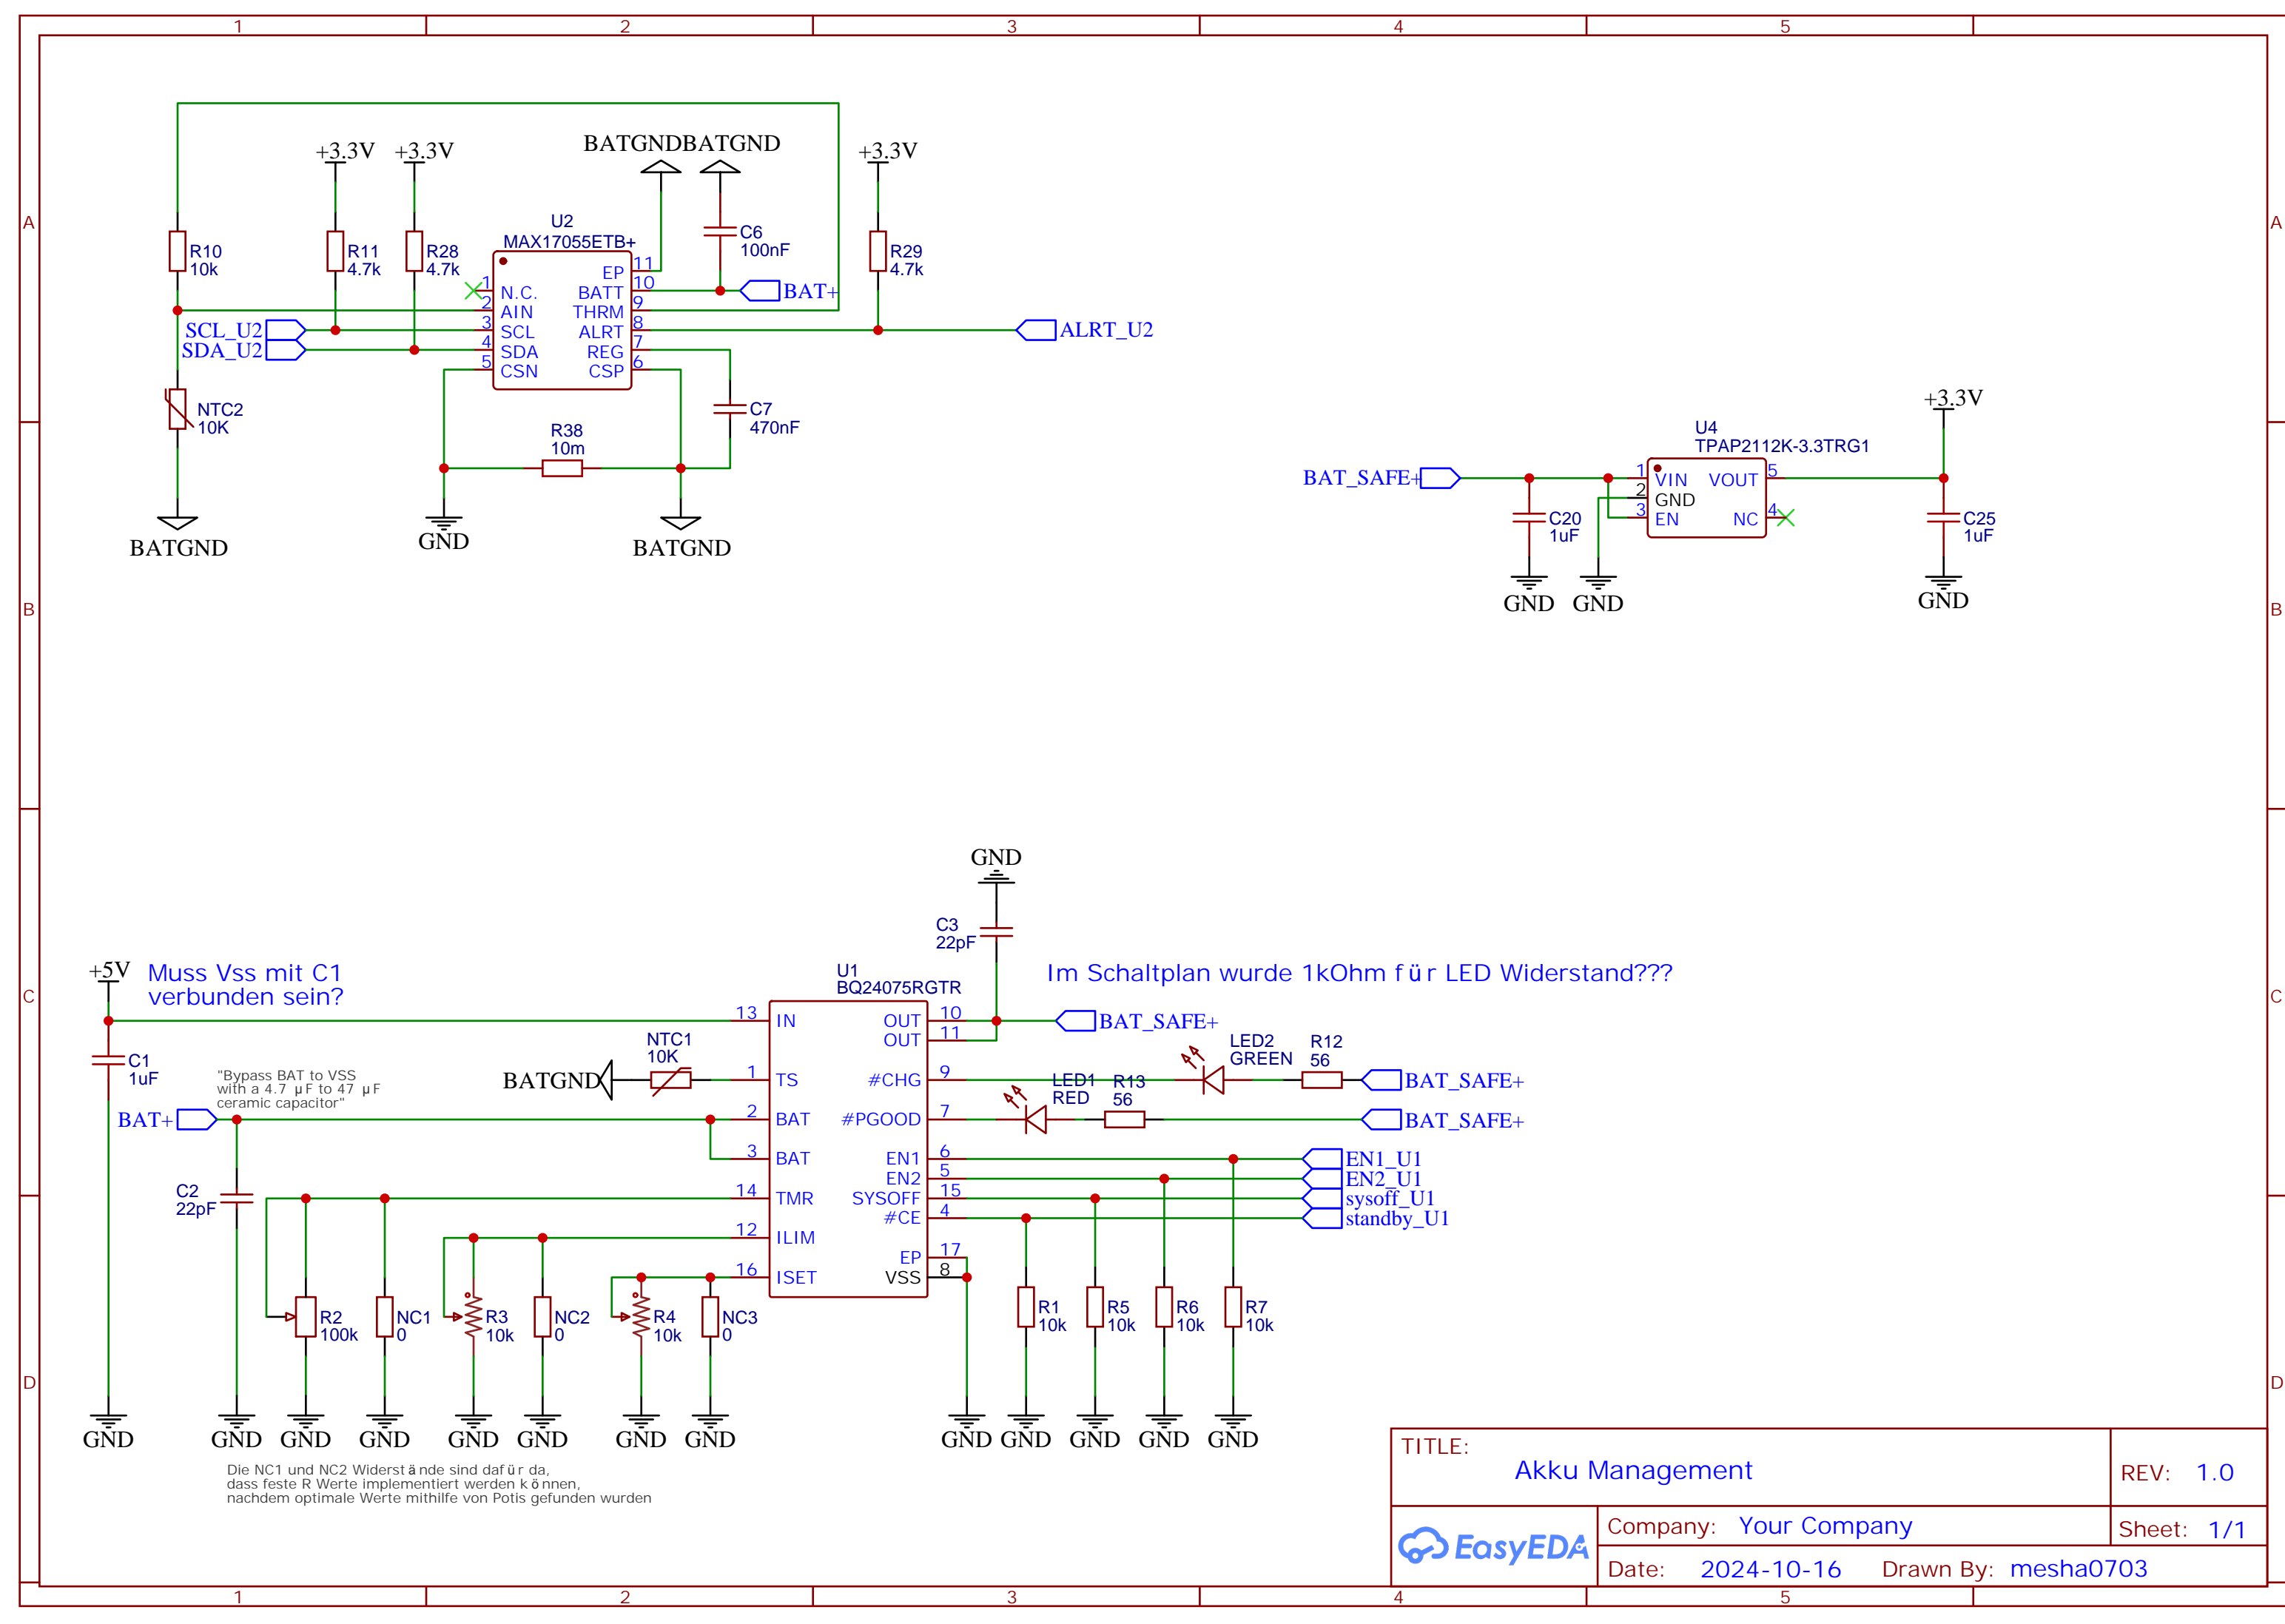 1 2 3 4 5
A
B
C
D
A
B
C
D
1 2 3 4 5
BATGND BATGND
+3.3V +3.3V +3.3V
U2
MAX17055ETB+
R10
10k
R11
4.7k
R28
4.7k
C6
100nF
R29
4.7k
1 N.C.
2 AIN
3 SCL
4 SDA
5 CSN
EP 11
BATT 10
THRM 9
ALRT 8
REG 7
CSP 6
BAT+
SCL_U2
SDA_U2
ALRT_U2
NTC2
10K
R38
10m
C7
470nF
BATGND
GND
BATGND
+3.3V
U4
TPAP2112K-3.3TRG1
BAT_SAFE+
1 VIN
2 GND
3 EN
VOUT 5
NC 4
C20
1uF
C25
1uF
GND GND GND
GND
C3
22pF
+5V
Muss Vss mit C1
verbunden sein?
U1
BQ24075RGTR
Im Schaltplan wurde 1kOhm für LED Widerstand???
13 IN
1 TS
2 BAT
3 BAT
14 TMR
12 ILIM
16 ISET
OUT 10
OUT 11
#CHG 9
#PGOOD 7
EN1 6
EN2 5
SYSOFF 15
#CE 4
EP 17
VSS 8
BAT_SAFE+
C1
1uF
NTC1
10K
BATGND
LED2
GREEN
R12
56
BAT_SAFE+
LED1
RED
R13
56
BAT_SAFE+
"Bypass BAT to VSS
with a 4.7 µF to 47 µF
ceramic capacitor"
BAT+
EN1_U1
EN2_U1
sysoff_U1
standby_U1
C2
22pF
R2
100k
NC1
0
R3
10k
NC2
0
R4
10k
NC3
0
R1
10k
R5
10k
R6
10k
R7
10k
GND GND GND GND GND GND GND GND GND GND GND GND GND
Die NC1 und NC2 Widerstände sind dafür da,
dass feste R Werte implementiert werden können,
nachdem optimale Werte mithilfe von Potis gefunden wurden
TITLE:
Akku Management
REV: 1.0
EasyEDA
Company: Your Company
Sheet: 1/1
Date: 2024-10-16 Drawn By: mesha0703